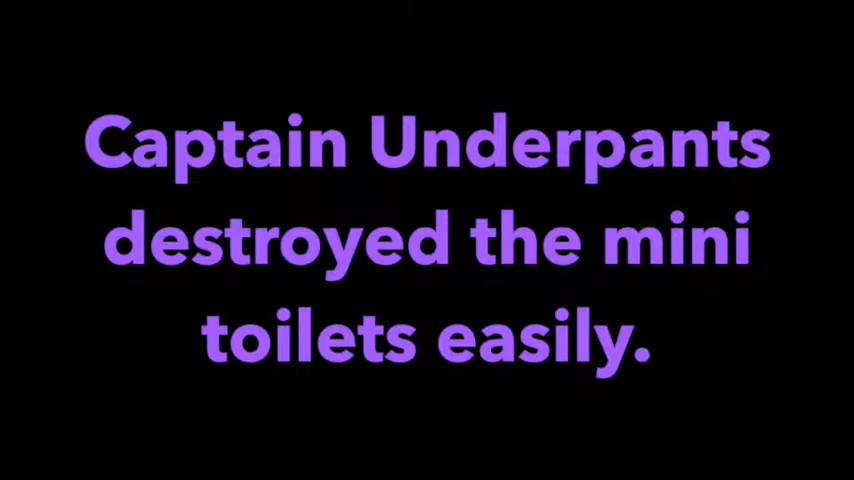 Captain Underpants
destroyed the mini
toilets easily.